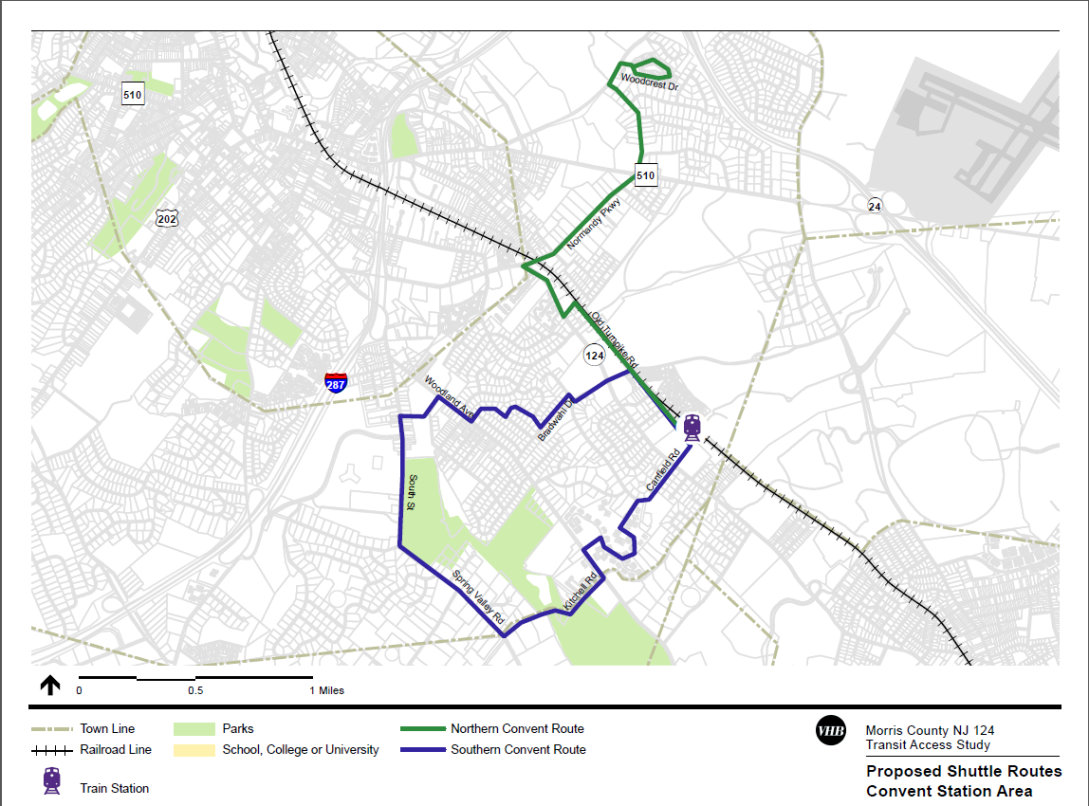 Woodcrest Dr
510
510
202
24
Normandy Pkwy
Old Turnpike Rd
124
287
Woodland Ave
Bradwahl Dr
Canfield Rd
South St
Spring Valley Rd
Kitchell Rd
0 0.5 1 Miles
Town Line
Parks
Northern Convent Route
Railroad Line
School, College or University
Southern Convent Route
Train Station
VHB
Morris County NJ 124
Transit Access Study
Proposed Shuttle Routes
Convent Station Area